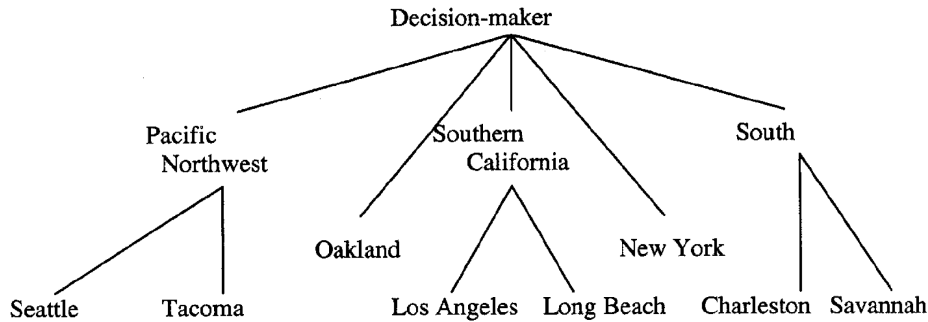 Decision-maker
Pacific
Northwest
Southern
California
South
Oakland
New York
Seattle
Tacoma
Los Angeles
Long Beach
Charleston
Savannah